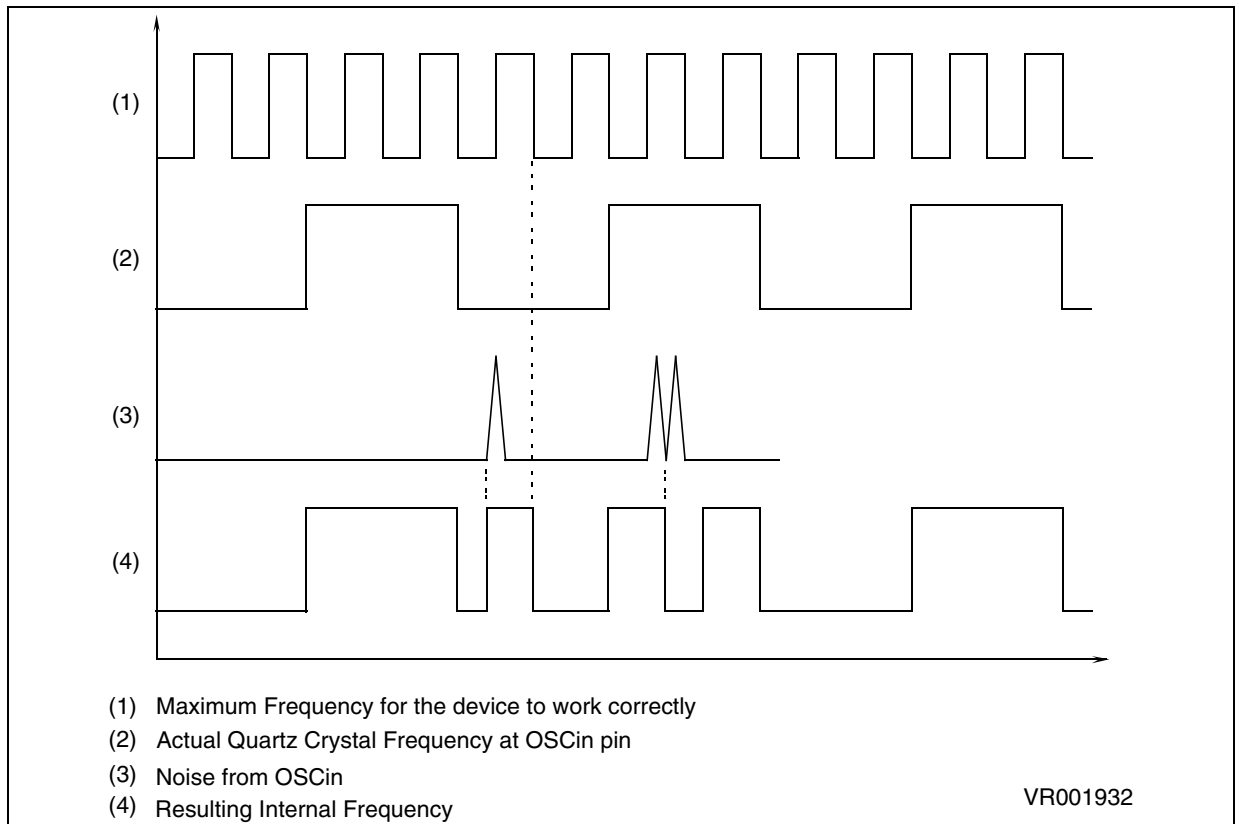 (1)
(2)
(3)
(4)
(1) Maximum Frequency for the device to work correctly
(2) Actual Quartz Crystal Frequency at OSCin pin
(3) Noise from OSCin
(4) Resulting Internal Frequency
VR001932